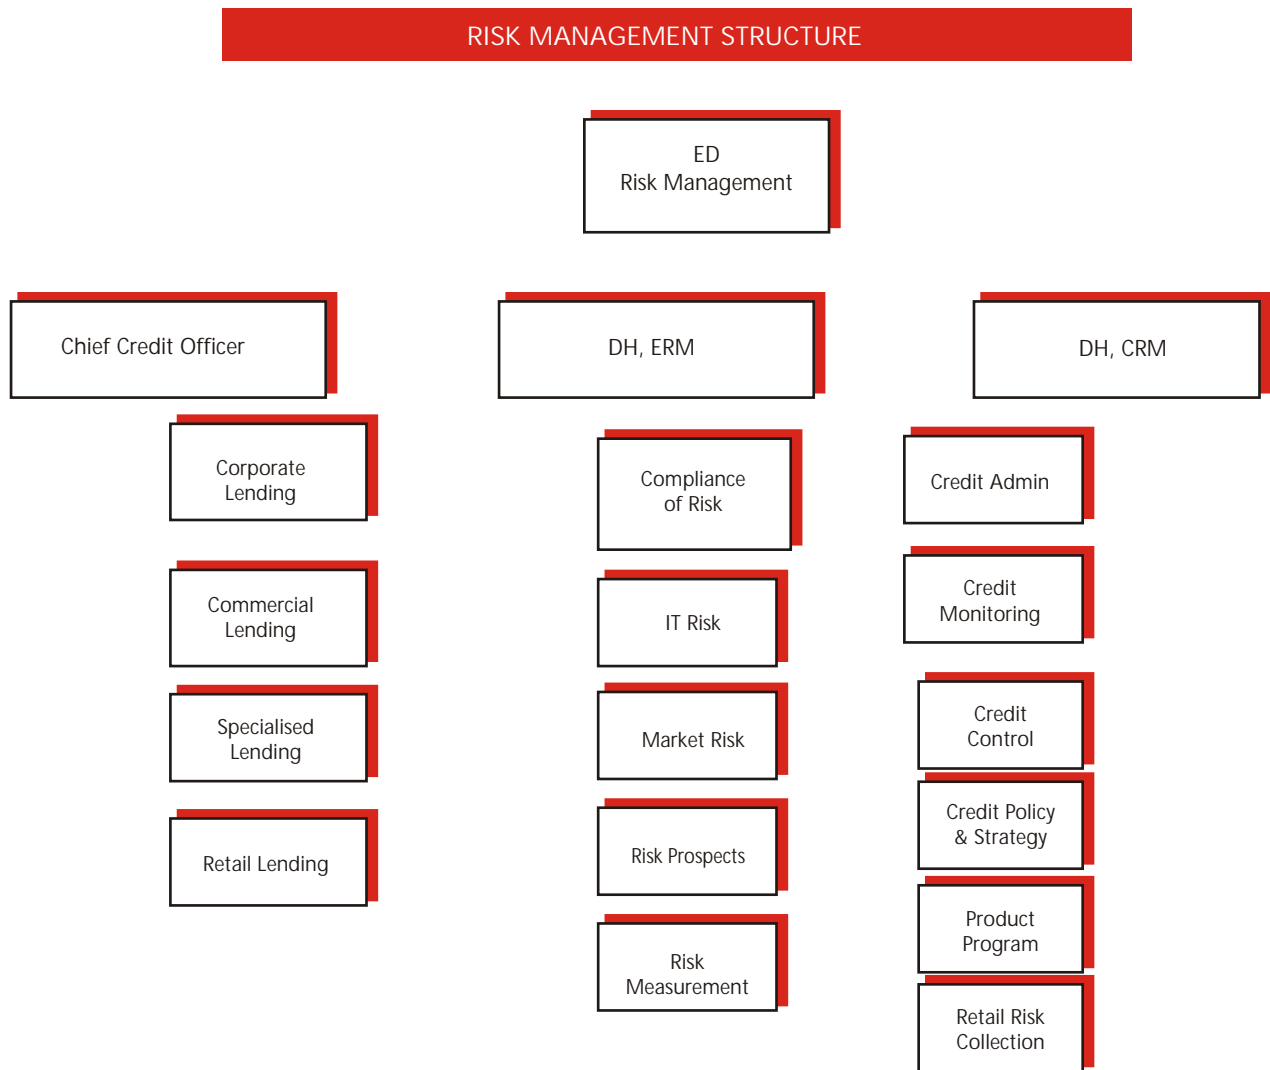 RISK MANAGEMENT STRUCTURE
ED
Risk Management
Chief Credit Officer
DH, ERM
DH, CRM
Corporate
Lending
Commercial
Lending
Specialised
Lending
Retail Lending
Compliance
of Risk
IT Risk
Market Risk
Risk Prospects
Risk
Measurement
Credit Admin
Credit
Monitoring
Credit
Control
Credit Policy
& Strategy
Product
Program
Retail Risk
Collection